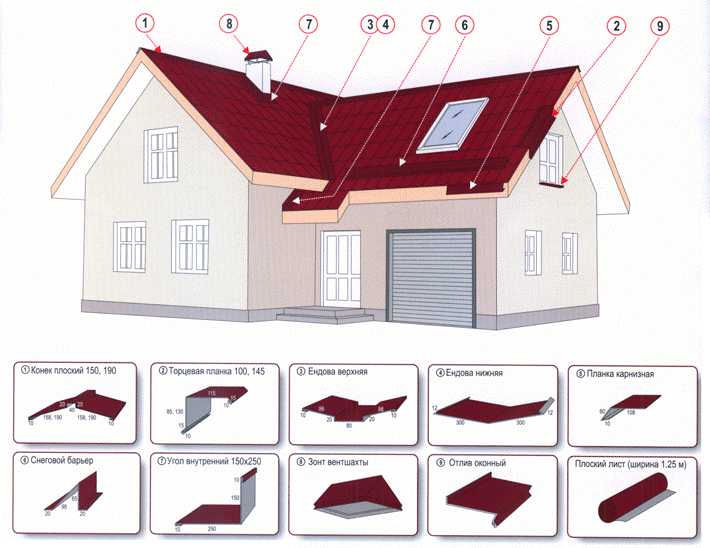 1 8 7 3 4 7 6 5 2 9
① Конек плоский 150, 190
20 20
40
10 158, 190 158, 190 10
② Торцевая планка 100, 145
115
85, 130 10 15
15
10
③ Ендова верхняя
10 86 86 10
20 20
80
④ Ендова нижняя
12 300 300 12
⑤ Планка карнизная
60 108
10
⑥ Снеговой барьер
65
95
20 20
⑦ Угол внутренний 150х250
10
150
10 250
⑧ Зонт вентшахты
⑨ Отлив оконный
Плоский лист (ширина 1.25 м)